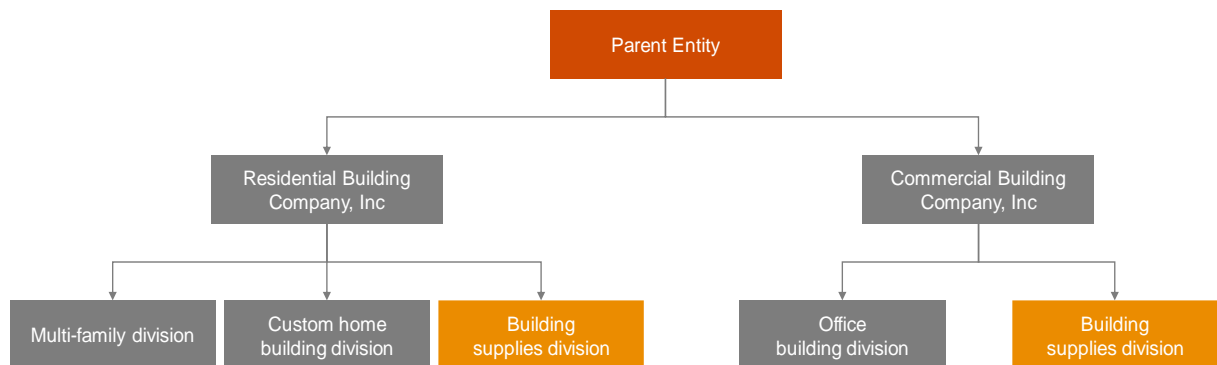 Parent Entity
Residential Building
Company, Inc
Commercial Building
Company, Inc
Multi-family division
Custom home
building division
Building
supplies division
Office
building division
Building
supplies division